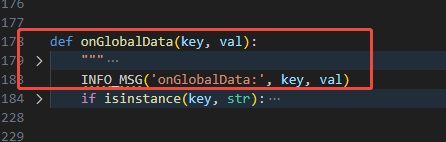 176
177
178 def onGlobalData(key, val):
179 > """ …
183 INFO_MSG('onGlobalData:', key, val)
184 > if isinstance(key, str): …
228
229